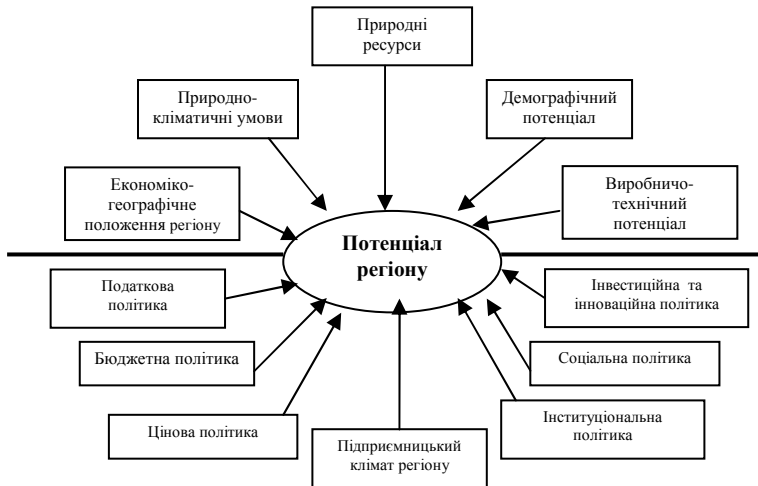 Природні
ресурси
Природно-
кліматичні умови
Демографічний
потенціал
Економіко-
географічне
положення регіону
Виробничо-
технічний
потенціал
Потенціал
регіону
Податкова
політика
Інвестиційна та
інноваційна політика
Бюджетна політика
Соціальна політика
Цінова політика
Підприємницький
клімат регіону
Інституціональна
політика